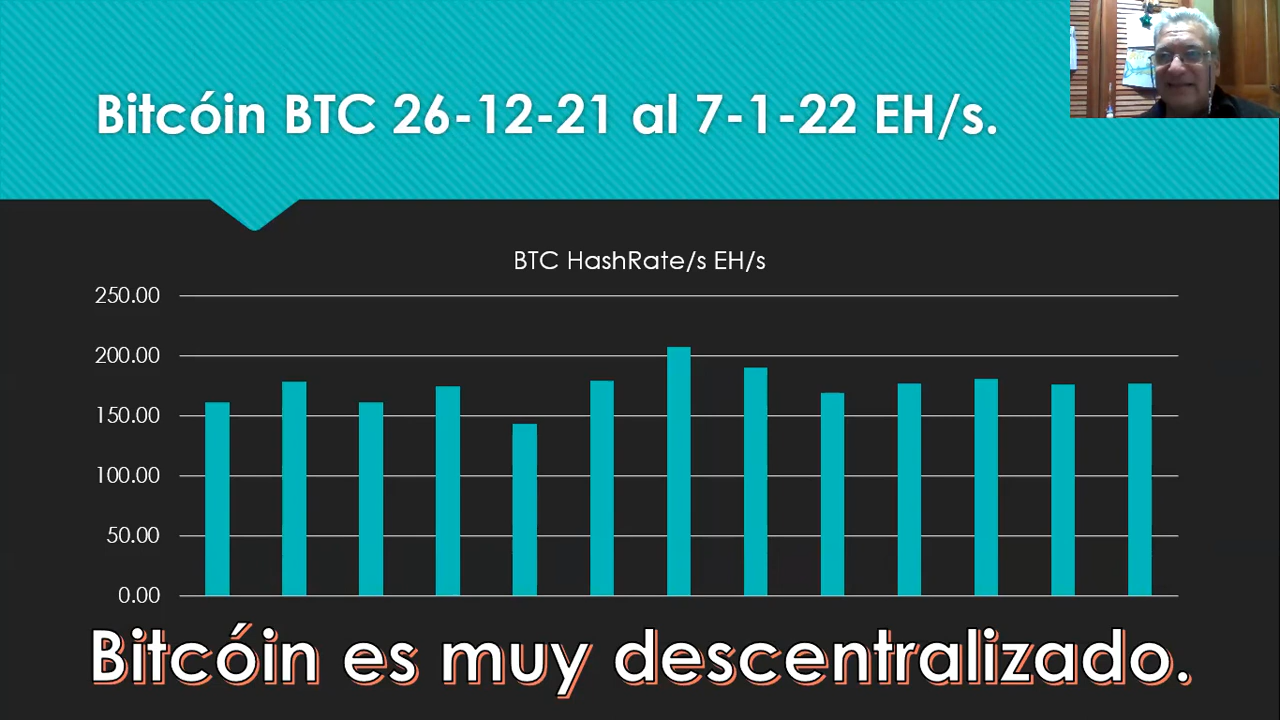 Bitcóin BTC 26-12-21 al 7-1-22 EH/s.
BTC HashRate/s EH/s
250.00
200.00
150.00
100.00
50.00
0.00
Bitcóin es muy descentralizado.